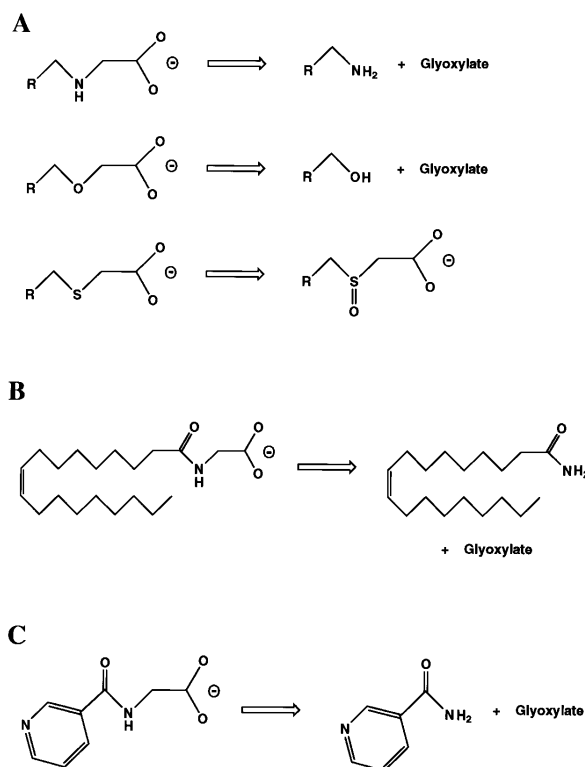 A
O
⊖
R N H O
R NH2 + Glyoxylate
O
⊖
R O O
R OH + Glyoxylate
O
⊖
R S O
O
⊖
R S O
O
B
O O
⊖
N H O
O
NH2
+ Glyoxylate
C
O O
⊖
N N H O
O
N NH2 + Glyoxylate